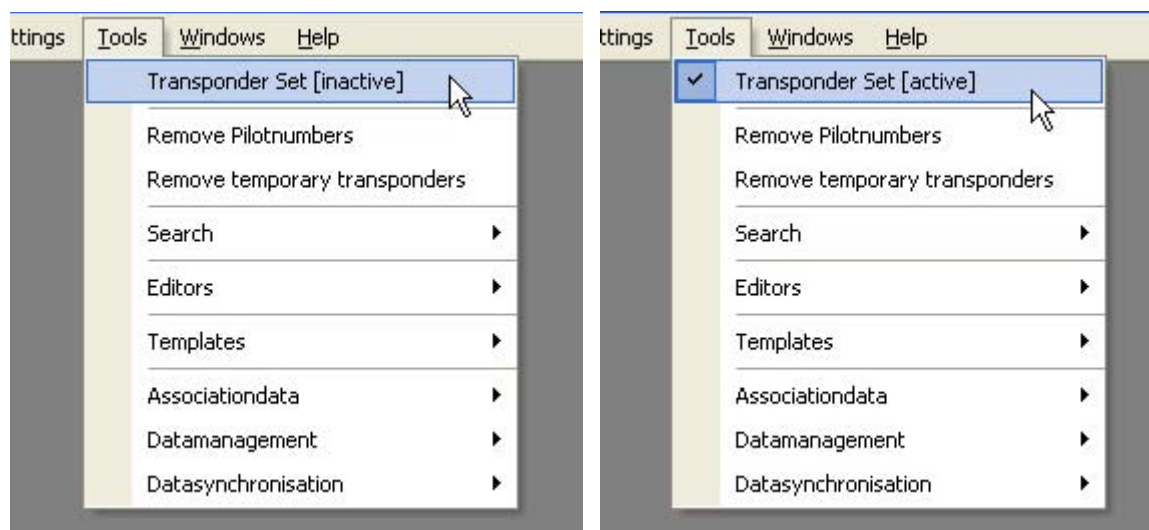 ttings Tools Windows Help
Transponder Set [inactive]
Remove Pilotnumbers
Remove temporary transponders
Search
Editors
Templates
Associationdata
Datamanagement
Datasynchronisation
ttings Tools Windows Help
Transponder Set [active]
Remove Pilotnumbers
Remove temporary transponders
Search
Editors
Templates
Associationdata
Datamanagement
Datasynchronisation